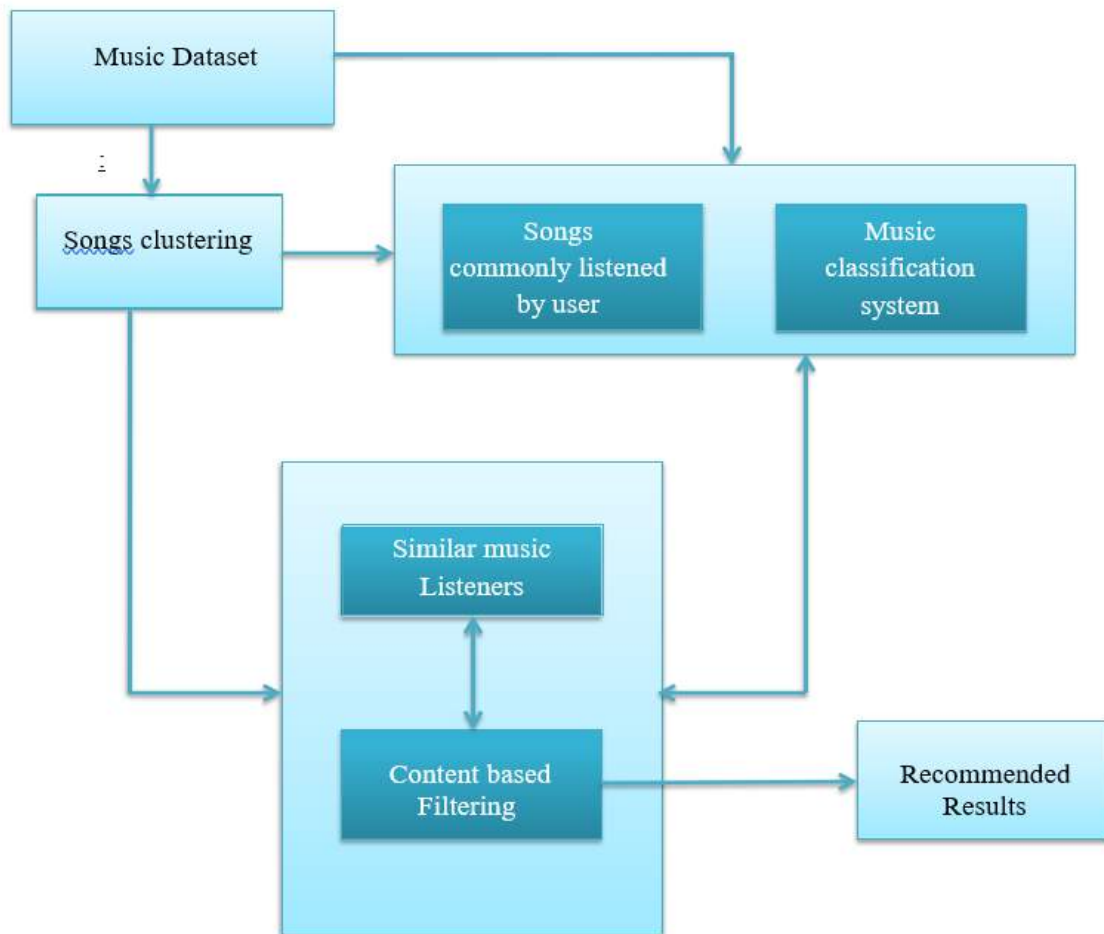 Music Dataset
:
Songs clustering
Songs
commonly listened
by user
Music
classification
system
Similar music
Listeners
Content based
Filtering
Recommended
Results